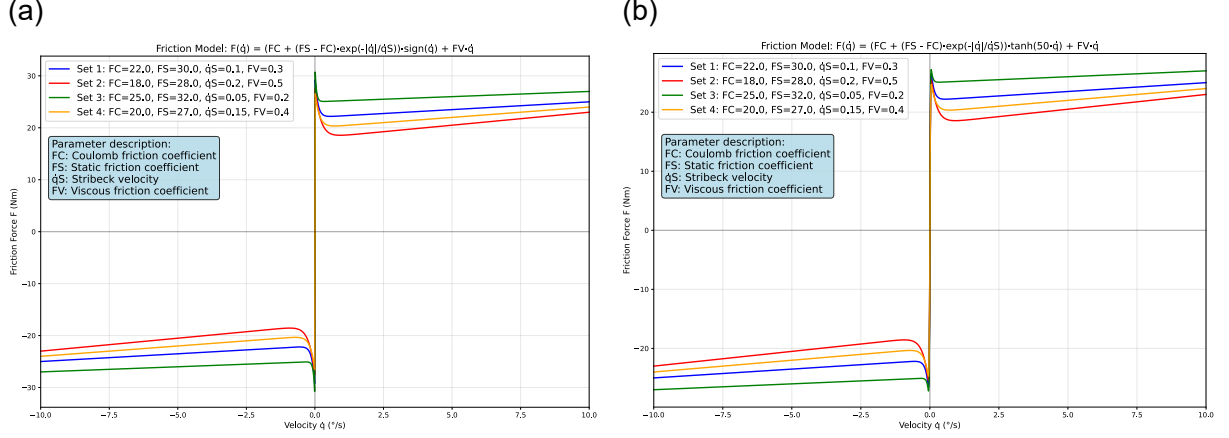 (a)
Friction Model: F(q̇) = (FC + (FS - FC)·exp(-|q̇|/q̇S))·sign(q̇) + FV·q̇
Set 1: FC=22.0, FS=30.0, q̇S=0.1, FV=0.3
Set 2: FC=18.0, FS=28.0, q̇S=0.2, FV=0.5
Set 3: FC=25.0, FS=32.0, q̇S=0.05, FV=0.2
Set 4: FC=20.0, FS=27.0, q̇S=0.15, FV=0.4
Parameter description:
FC: Coulomb friction coefficient
FS: Static friction coefficient
q̇S: Stribeck velocity
FV: Viscous friction coefficient
Friction Force F (Nm)
30
20
10
0
−10
−20
−30
−10.0 −7.5 −5.0 −2.5 0.0 2.5 5.0 7.5 10.0
Velocity q̇ (°/s)
(b)
Friction Model: F(q̇) = (FC + (FS - FC)·exp(-|q̇|/q̇S))·tanh(50·q̇) + FV·q̇
Set 1: FC=22.0, FS=30.0, q̇S=0.1, FV=0.3
Set 2: FC=18.0, FS=28.0, q̇S=0.2, FV=0.5
Set 3: FC=25.0, FS=32.0, q̇S=0.05, FV=0.2
Set 4: FC=20.0, FS=27.0, q̇S=0.15, FV=0.4
Parameter description:
FC: Coulomb friction coefficient
FS: Static friction coefficient
q̇S: Stribeck velocity
FV: Viscous friction coefficient
Friction Force F (Nm)
20
10
0
−10
−20
−10.0 −7.5 −5.0 −2.5 0.0 2.5 5.0 7.5 10.0
Velocity q̇ (°/s)